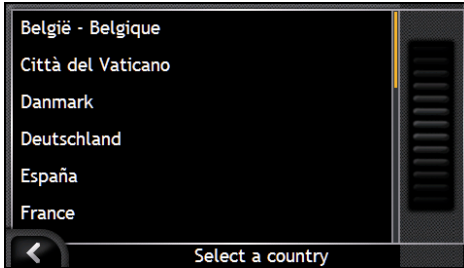 België - Belgique
Città del Vaticano
Danmark
Deutschland
España
France
Select a country